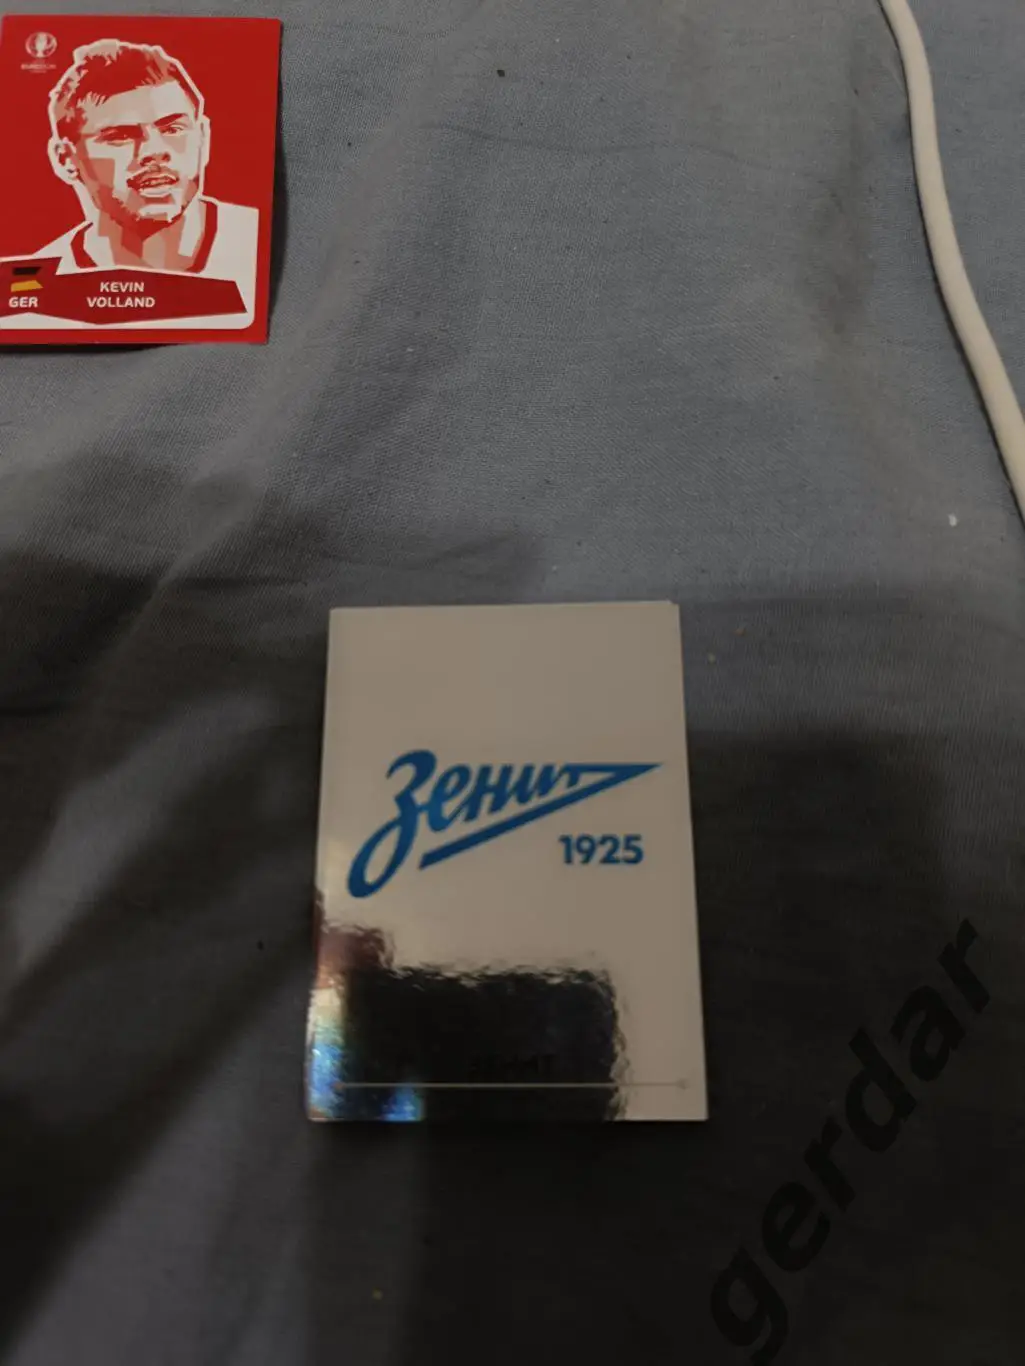 KEVIN
VOLLAND
GER
Зенит
1925
gerdar